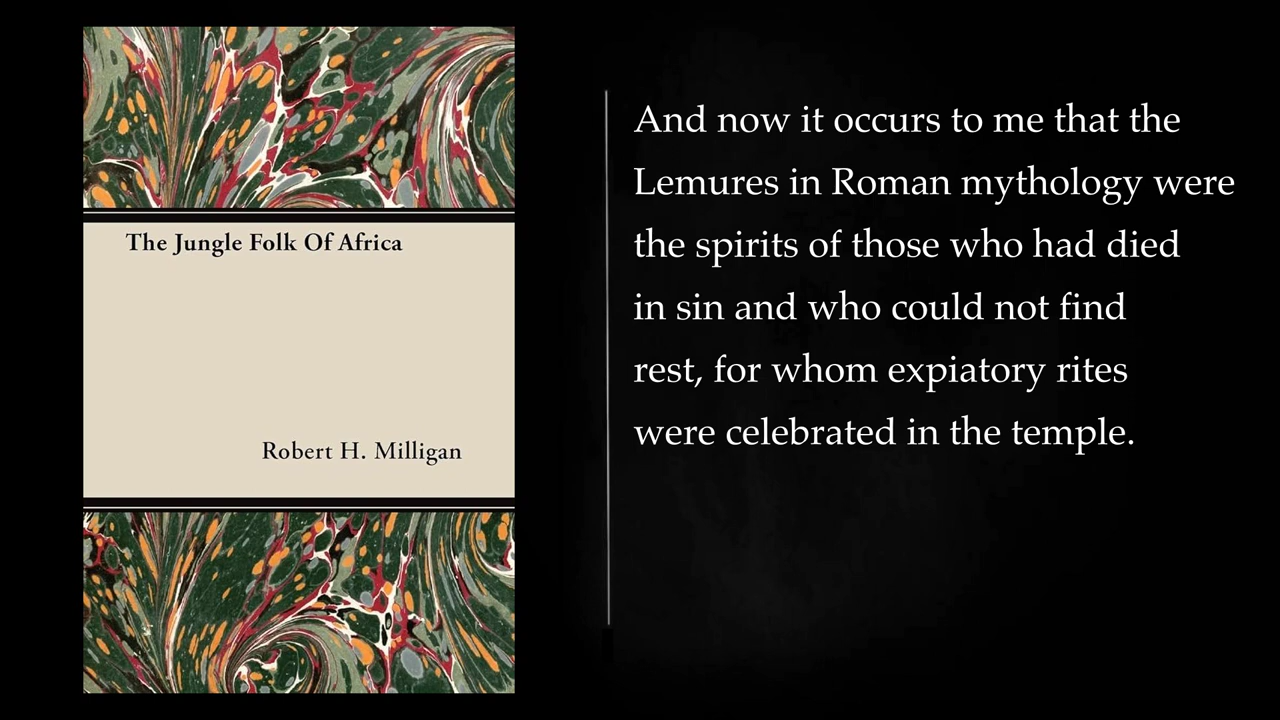 The Jungle Folk Of Africa
Robert H. Milligan
And now it occurs to me that the
Lemures in Roman mythology were
the spirits of those who had died
in sin and who could not find
rest, for whom expiatory rites
were celebrated in the temple.